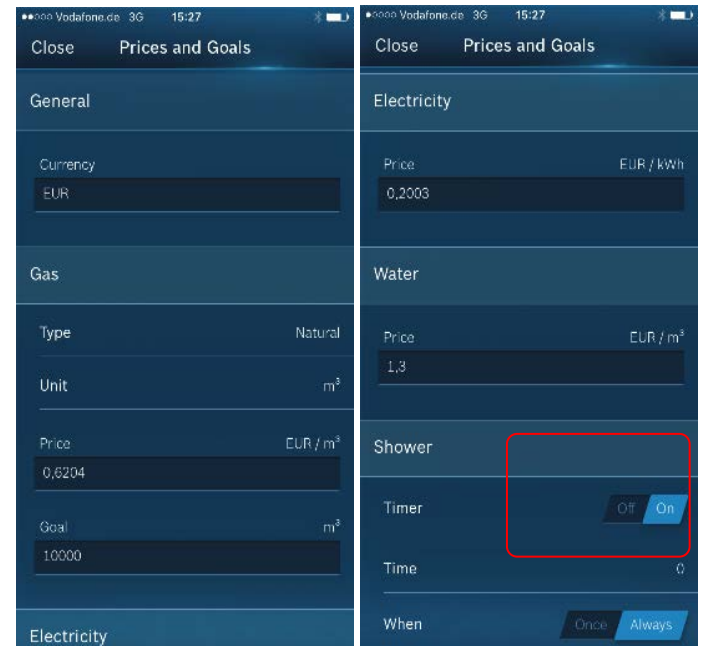 Vodafone.de 3G 15:27
Close Prices and Goals
General
Currency
EUR
Gas
Type Natural
Unit m³
Price EUR / m³
0,6204
Goal m³
10000
Electricity
Vodafone.de 3G 15:27
Close Prices and Goals
Electricity
Price EUR / kWh
0,2003
Water
Price EUR / m³
1,3
Shower
Timer Off On
Time 0
When Once Always